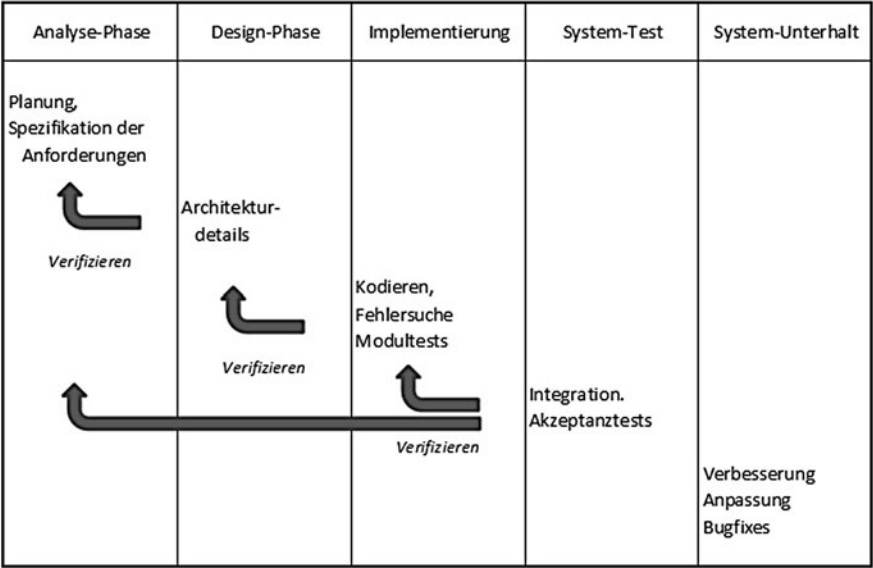 Analyse-Phase
Design-Phase
Implementierung
System-Test
System-Unterhalt
Planung,
Spezifikation der
Anforderungen
Verifizieren
Architektur-
details
Verifizieren
Kodieren,
Fehlersuche
Modultests
Verifizieren
Integration.
Akzeptanztests
Verbesserung
Anpassung
Bugfixes